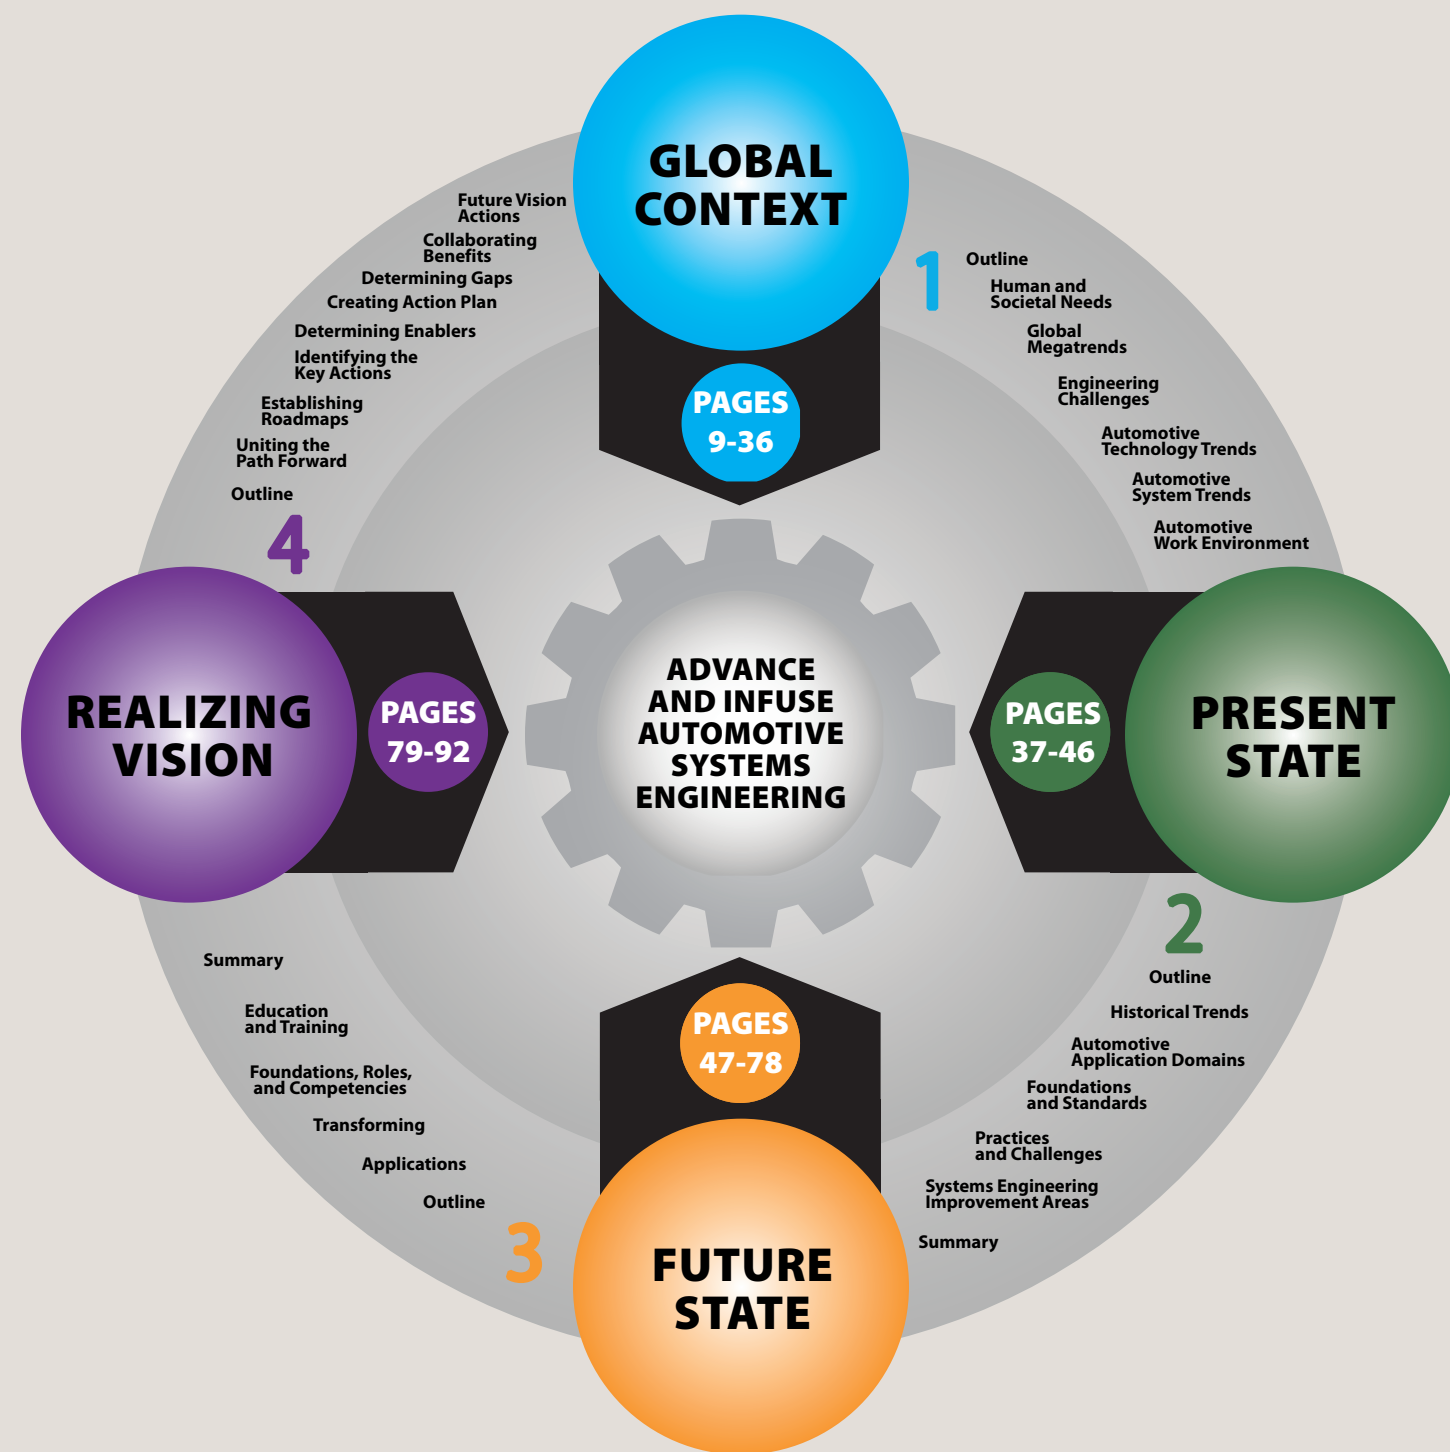 GLOBAL
CONTEXT
PAGES
9-36
1
Outline
Human and
Societal Needs
Global
Megatrends
Engineering
Challenges
Automotive
Technology Trends
Automotive
System Trends
Automotive
Work Environment
PRESENT
STATE
PAGES
37-46
2
Outline
Historical Trends
Automotive
Application Domains
Foundations
and Standards
Practices
and Challenges
Systems Engineering
Improvement Areas
Summary
FUTURE
STATE
PAGES
47-78
3
Outline
Applications
Transforming
Foundations, Roles,
and Competencies
Education
and Training
Summary
REALIZING
VISION
PAGES
79-92
4
Outline
Uniting the
Path Forward
Establishing
Roadmaps
Identifying the
Key Actions
Determining Enablers
Creating Action Plan
Determining Gaps
Collaborating
Benefits
Future Vision
Actions
ADVANCE
AND INFUSE
AUTOMOTIVE
SYSTEMS
ENGINEERING